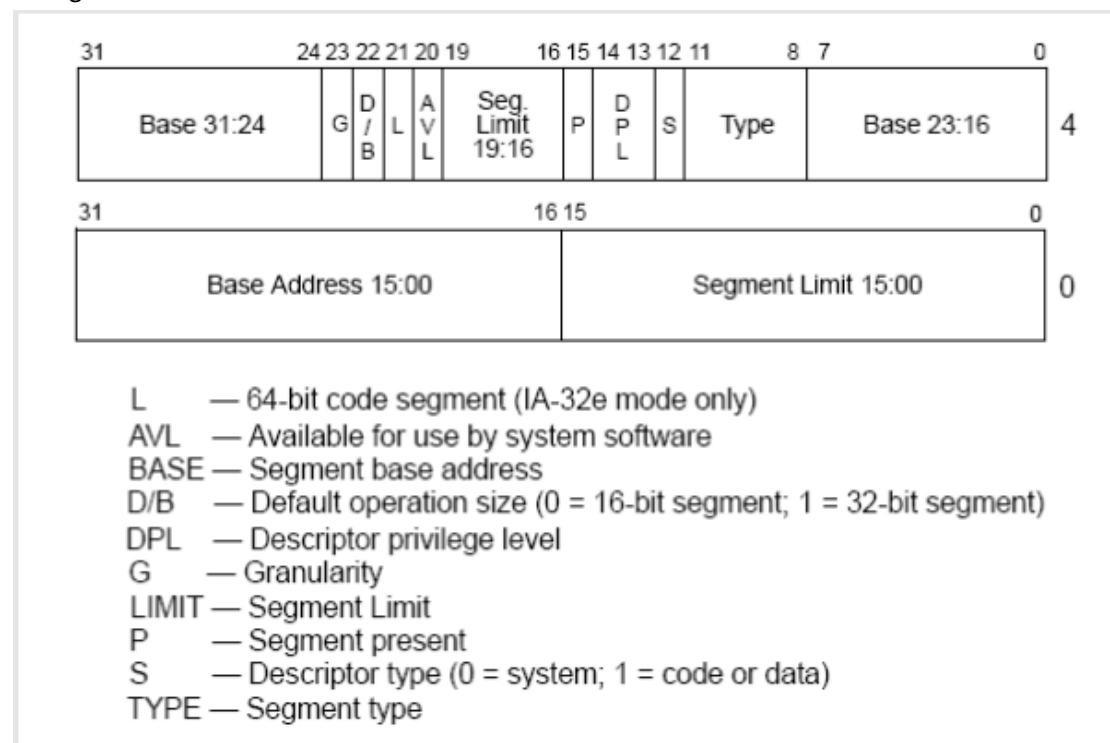 31 24 23 22 21 20 19 16 15 14 13 12 11 8 7 0
Base 31:24 G D/B L AVL Seg. Limit 19:16 P DPL S Type Base 23:16 4
31 16 15 0
Base Address 15:00 Segment Limit 15:00 0
L — 64-bit code segment (IA-32e mode only)
AVL — Available for use by system software
BASE — Segment base address
D/B — Default operation size (0 = 16-bit segment; 1 = 32-bit segment)
DPL — Descriptor privilege level
G — Granularity
LIMIT — Segment Limit
P — Segment present
S — Descriptor type (0 = system; 1 = code or data)
TYPE — Segment type